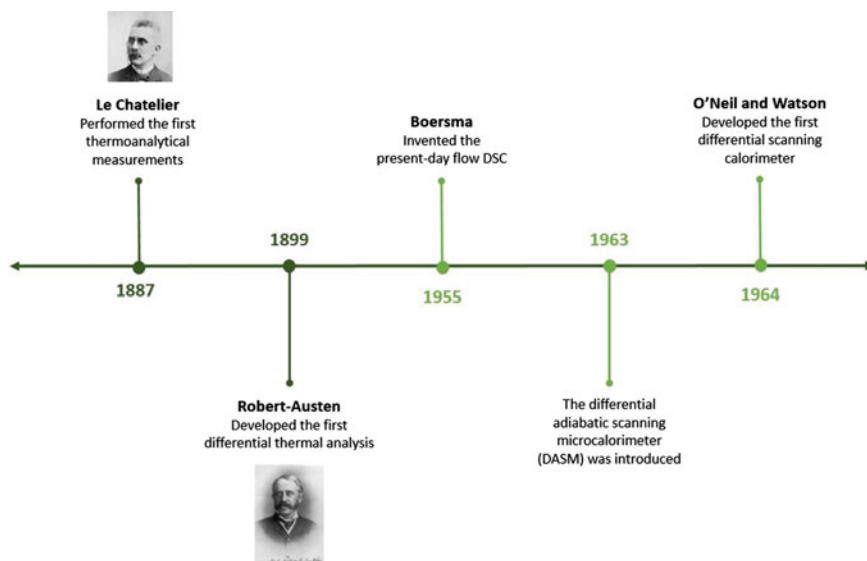 Le Chatelier
Performed the first
thermoanalytical
measurements
1887
1899
Robert-Austen
Developed the first
differential thermal analysis
Boersma
Invented the
present-day flow DSC
1955
1963
The differential
adiabatic scanning
microcalorimeter
(DASM) was introduced
O'Neil and Watson
Developed the first
differential scanning
calorimeter
1964